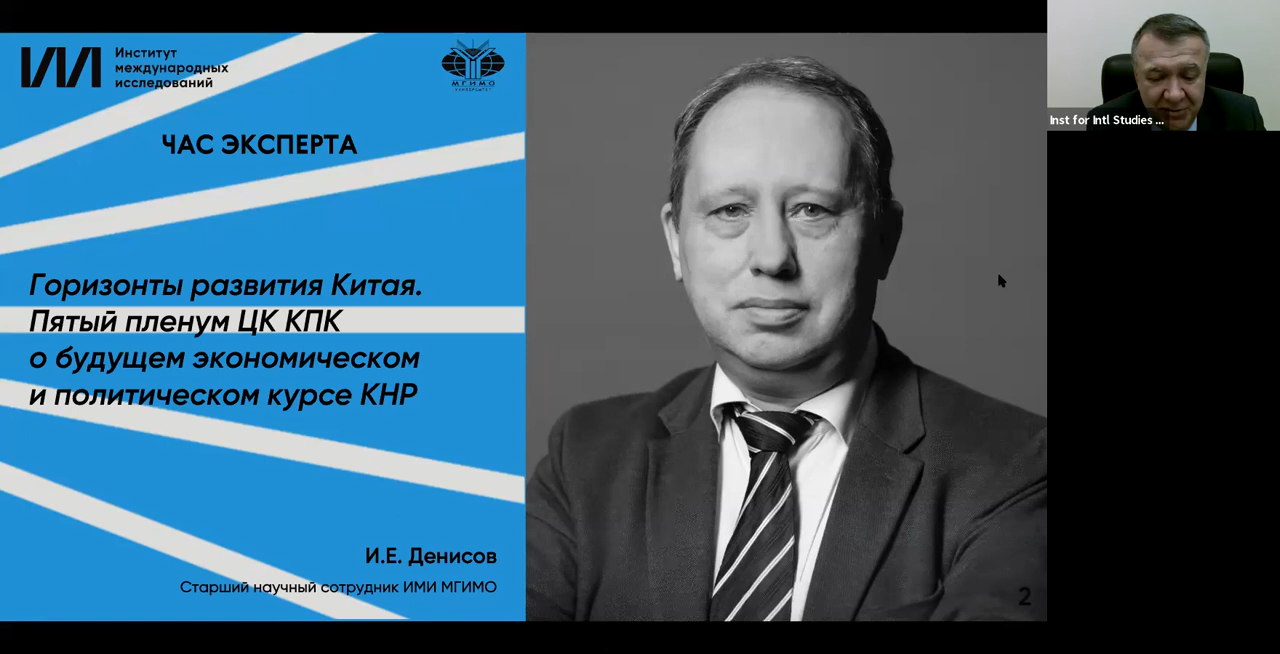 ИМИ
Институт
международных
исследований
МГИМО
УНИВЕРСИТЕТ
ЧАС ЭКСПЕРТА
Горизонты развития Китая.
Пятый пленум ЦК КПК
о будущем экономическом
и политическом курсе КНР
И.Е. Денисов
Старший научный сотрудник ИМИ МГИМО
2
Inst for Intl Studies ...